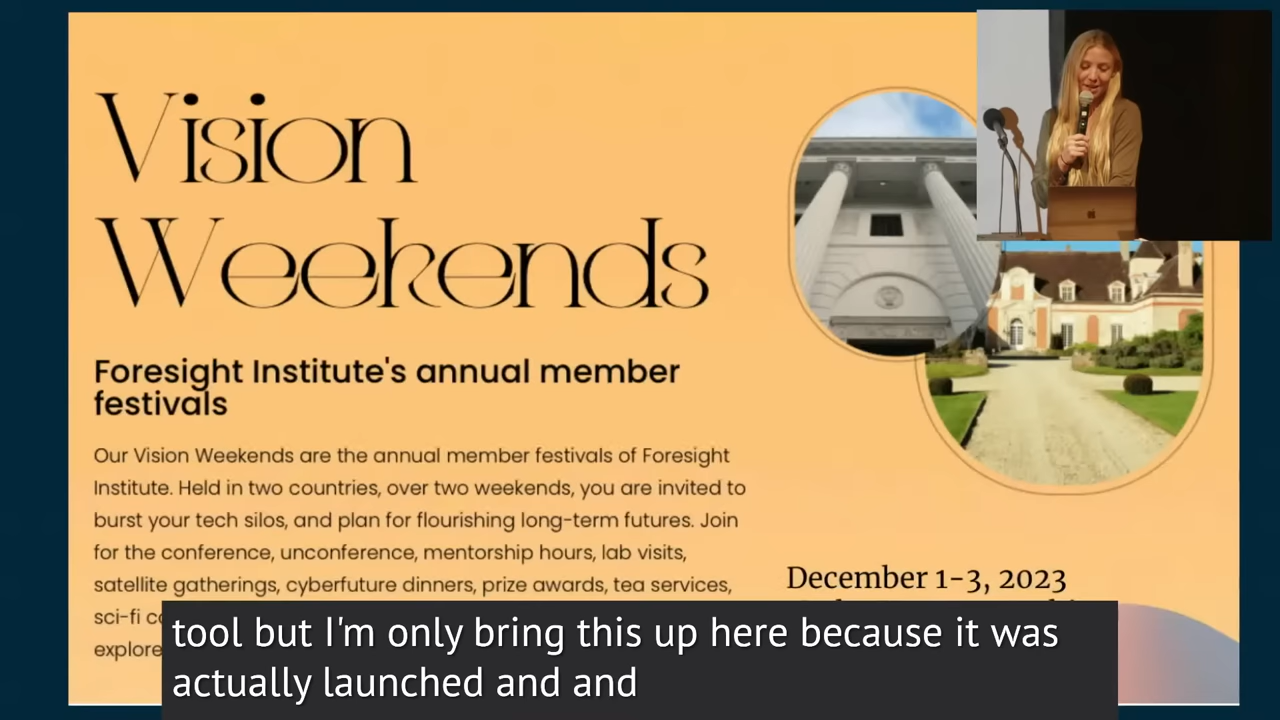 Vision
Weekends
Foresight Institute's annual member
festivals
Our Vision Weekends are the annual member festivals of Foresight
Institute. Held in two countries, over two weekends, you are invited to
burst your tech silos, and plan for flourishing long-term futures. Join
for the conference, unconference, mentorship hours, lab visits,
satellite gatherings, cyberfuture dinners, prize awards, tea services,
sci-fi
explore
December 1-3, 2023
tool but I'm only bring this up here because it was
actually launched and and